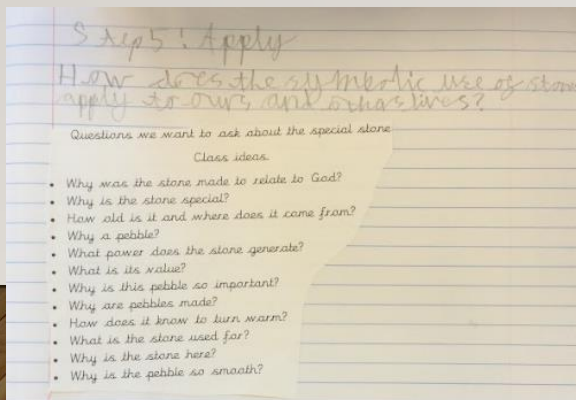 Step 5! Apply
How does the symbolic use of stone
apply to ours and othas lives?
Questions we want to ask about the special stone
Class ideas
• Why was the stone made to relate to God?
• Why is the stone special?
• How old is it and where does it come from?
• Why a pebble?
• What power does the stone generate?
• What is its value?
• Why is this pebble so important?
• Why are pebbles made?
• How does it know to turn warm?
• What is the stone used for?
• Why is the stone here?
• Why is the pebble so smooth?